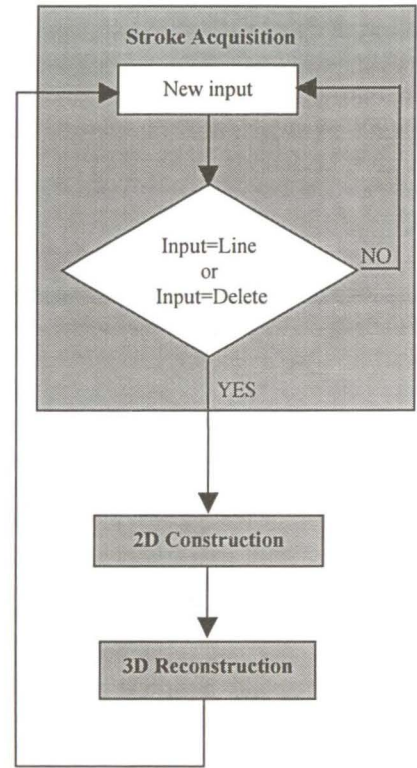 Stroke Acquisition
New input
Input=Line
or
Input=Delete
NO
YES
2D Construction
3D Reconstruction